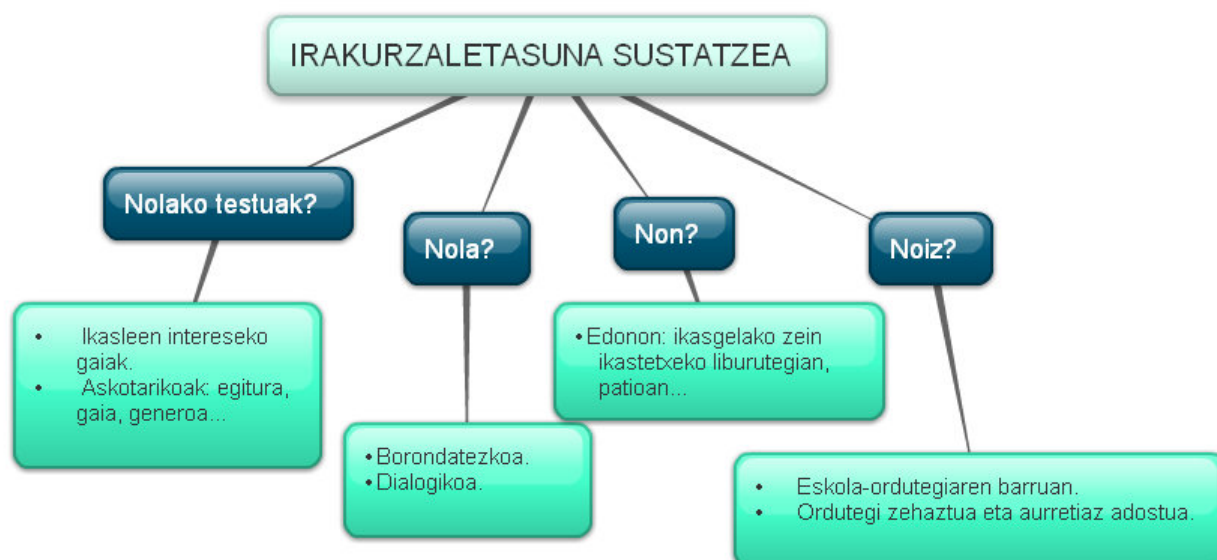 IRAKURZALETASUNA SUSTATZEA
Nolako testuak?
Nola?
Non?
Noiz?
• Ikasleen intereseko
gaiak.
• Askotarikoak: egitura,
gaia, generoa...
• Borondatezkoa.
• Dialogikoa.
• Edonon: ikasgelako zein
ikastetxeko liburutegian,
patioan...
• Eskola-ordutegiaren barruan.
• Ordutegi zehaztua eta aurretiaz adostua.